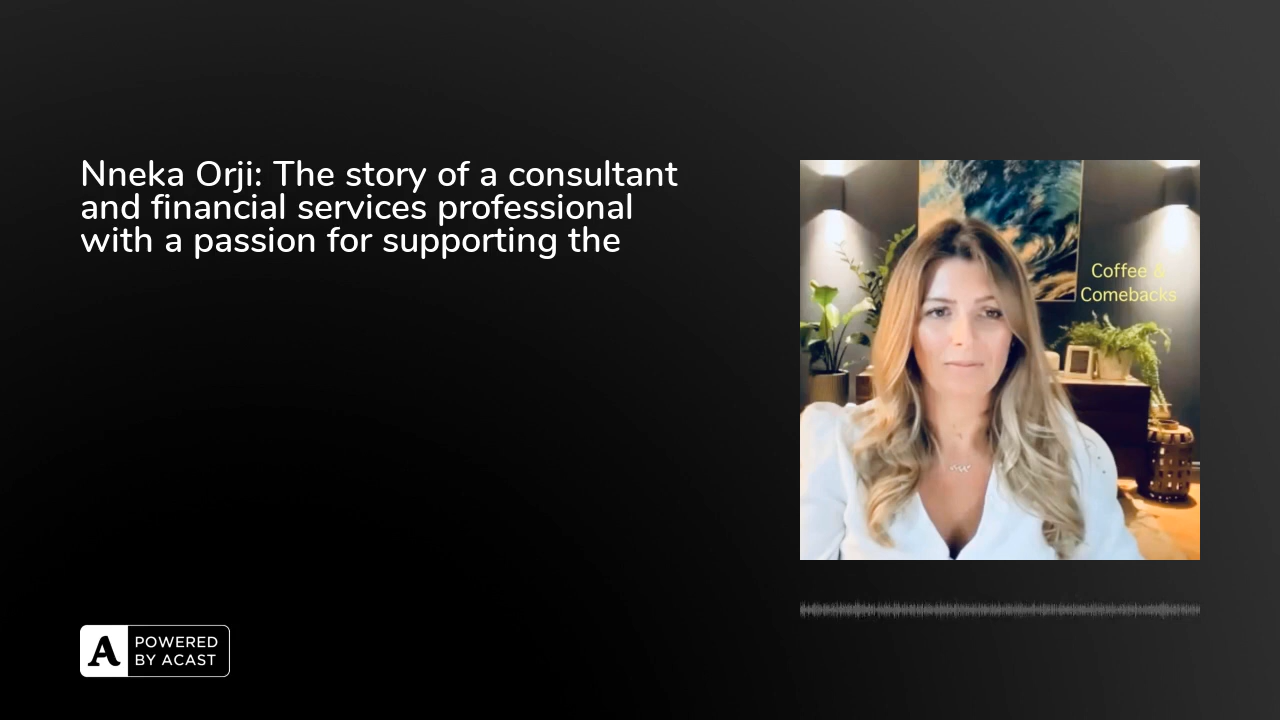 Nneka Orji: The story of a consultant
and financial services professional
with a passion for supporting the
Coffee &
Comebacks
A POWERED
BY ACAST